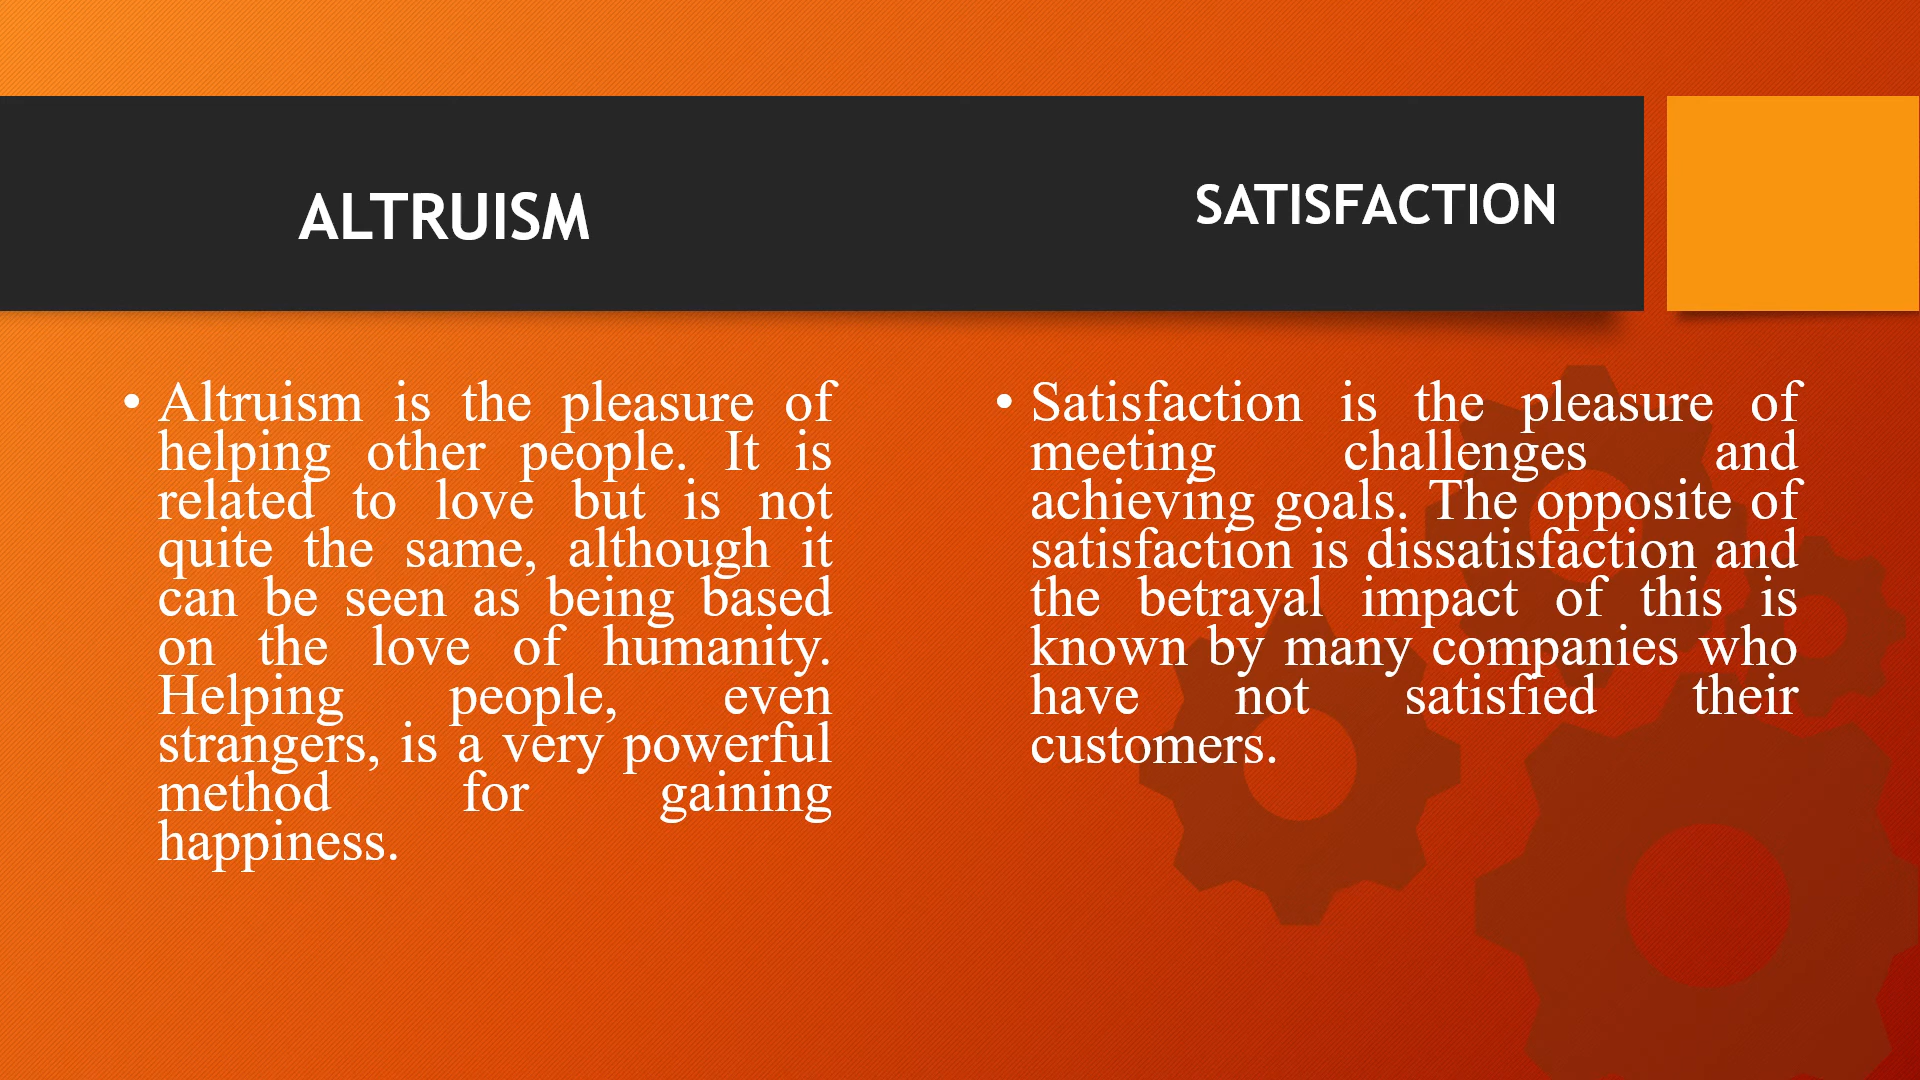 ALTRUISM
• Altruism is the pleasure of
helping other people. It is
related to love but is not
quite the same, although it
can be seen as being based
on the love of humanity.
Helping people, even
strangers, is a very powerful
method for gaining
happiness.
SATISFACTION
• Satisfaction is the pleasure of
meeting challenges and
achieving goals. The opposite of
satisfaction is dissatisfaction and
the betrayal impact of this is
known by many companies who
have not satisfied their
customers.